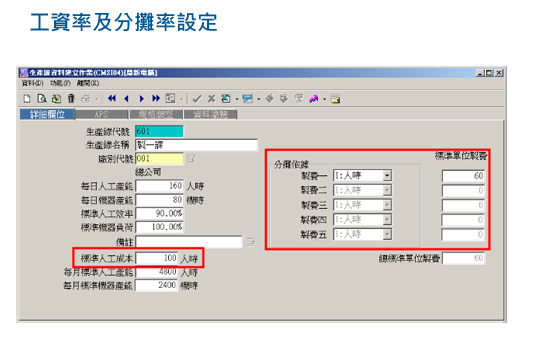 工資率及分攤率設定
生產線資料建立作業(CMSI04)[最新電腦]
資料(D) 功能(F) 離開(X)
詳細欄位 APS 規格類型 資料瀏覽
生產線代號 601
生產線名稱 製一課
廠別代號 001
總公司
每日人工產能 160 人時
每日機器產能 80 機時
標準人工效率 90.00%
標準機器負荷 100.00%
備註
標準人工成本 100 人時
每月標準人工產能 4800 人時
每月標準機器產能 2400 機時
標準單位製費
分攤依據
製費一 1:人時 60
製費二 1:人時 0
製費三 1:人時 0
製費四 1:人時 0
製費五 1:人時 0
總標準單位製費 60